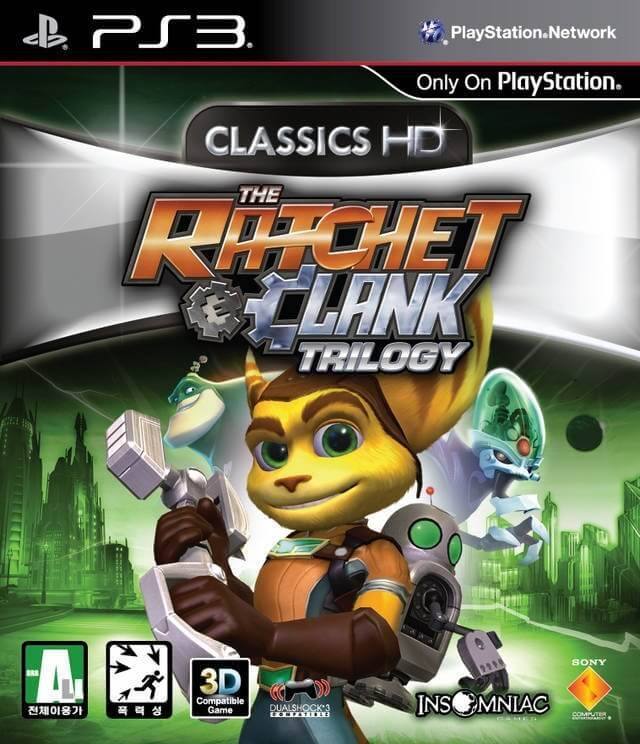 PS3
PlayStation®Network
Only On PlayStation®
CLASSICS HD
THE
RATCHET
& CLANK
TRILOGY
전체이용가
폭력성
3D
Compatible
Game
DUALSHOCK®3
COMPATIBLE
INSOMNIAC
GAMES
SONY
COMPUTER
ENTERTAINMENT®